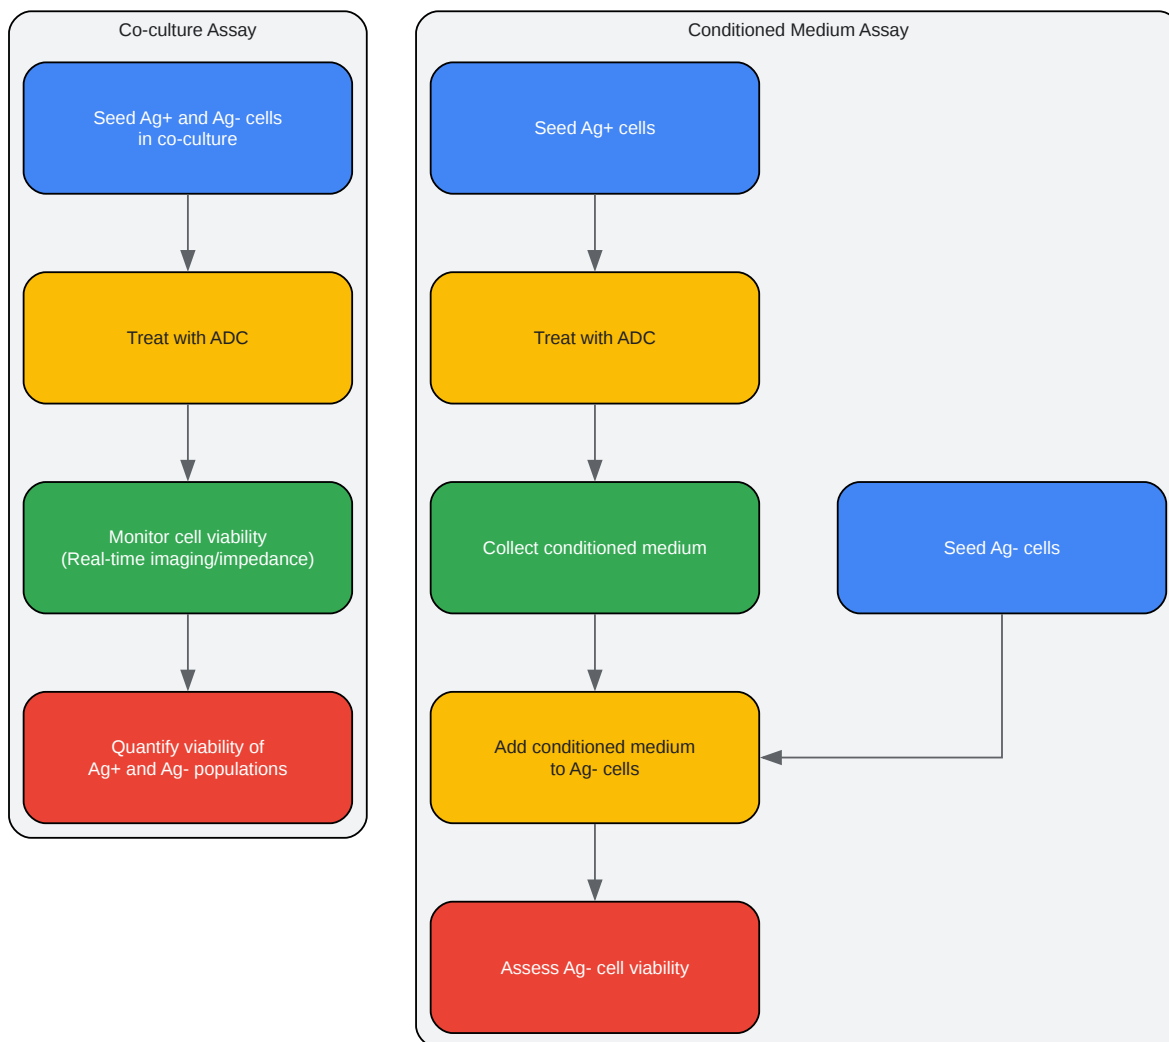 Co-culture Assay
Seed Ag+ and Ag- cells
in co-culture
Treat with ADC
Monitor cell viability
(Real-time imaging/impedance)
Quantify viability of
Ag+ and Ag- populations
Conditioned Medium Assay
Seed Ag+ cells
Treat with ADC
Collect conditioned medium
Seed Ag- cells
Add conditioned medium
to Ag- cells
Assess Ag- cell viability